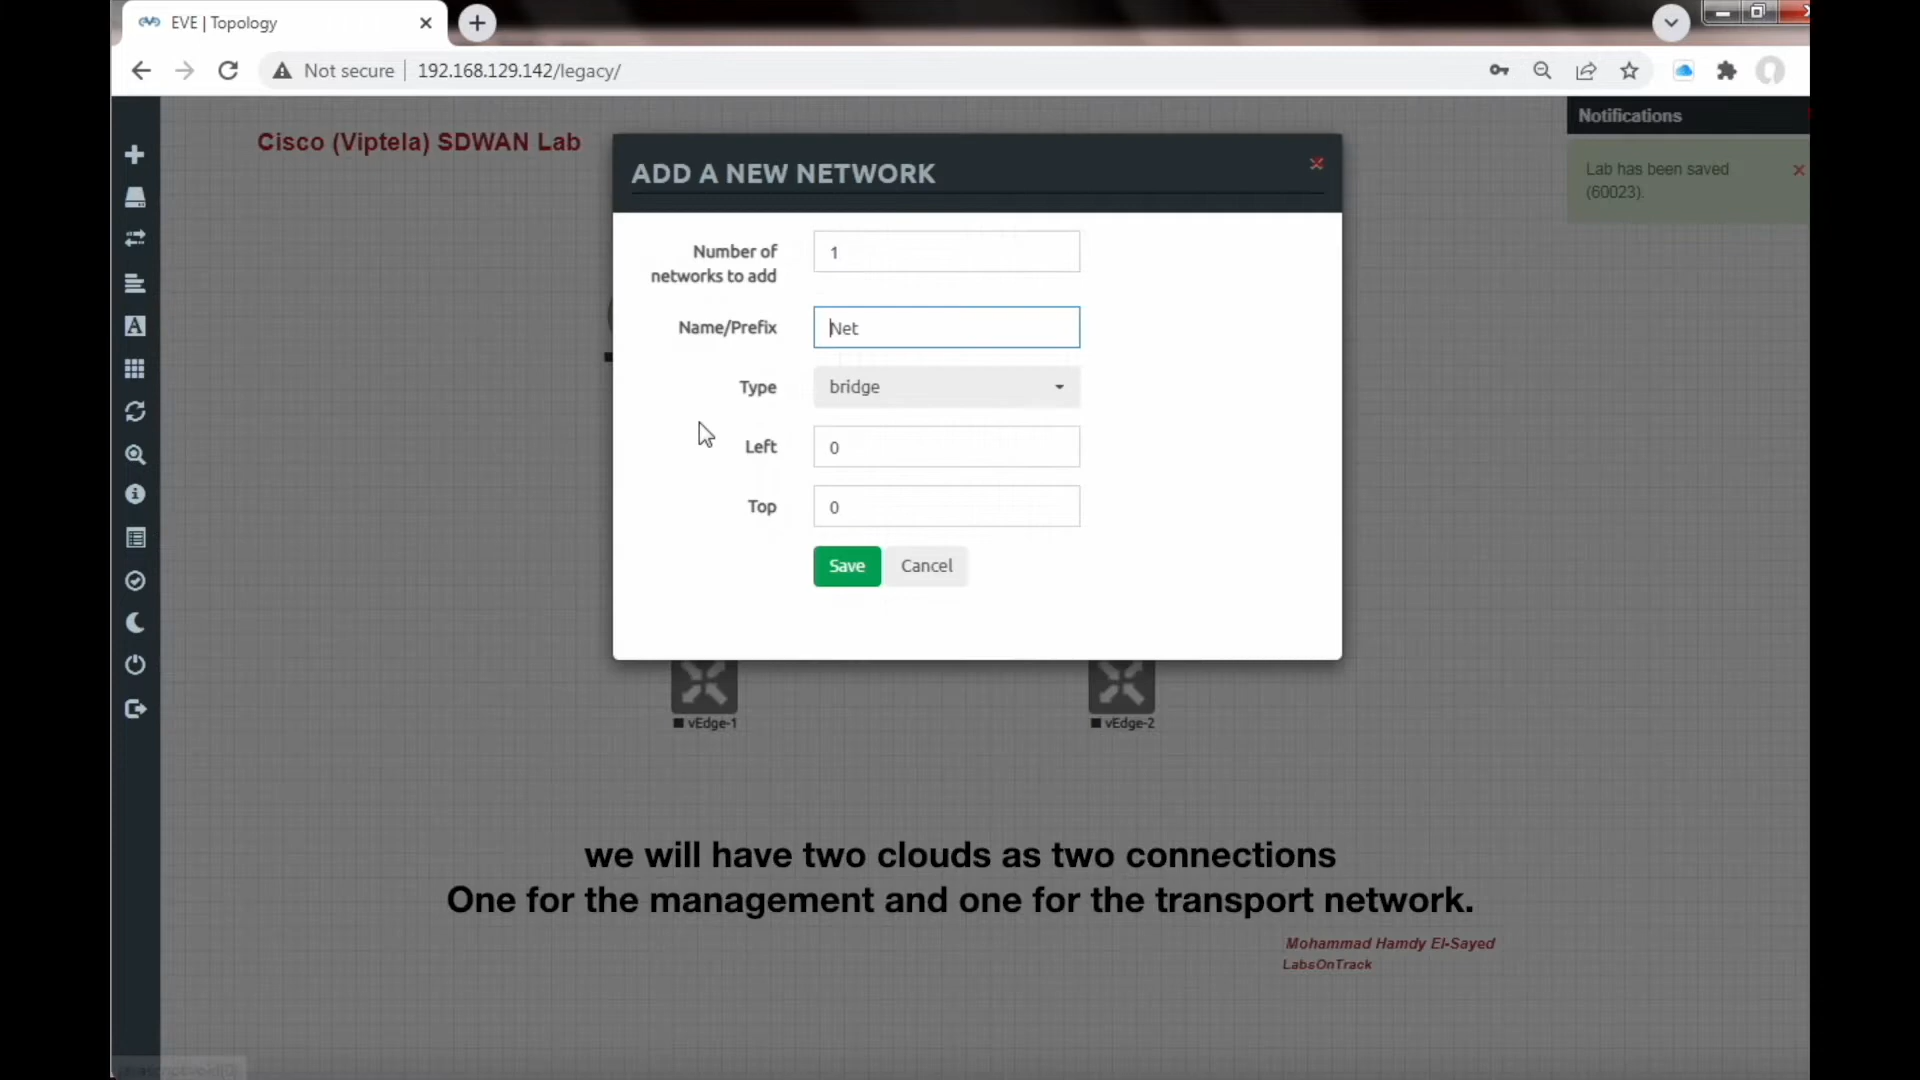 EVE | Topology
Not secure
192.168.129.142/legacy/
Cisco (Viptela) SDWAN Lab
Notifications
Lab has been saved
(60023).
ADD A NEW NETWORK
Number of
networks to add
1
Name/Prefix
Net
Type
bridge
Left
0
Top
0
Save
Cancel
vEdge-1
vEdge-2
we will have two clouds as two connections
One for the management and one for the transport network.
Mohammad Hamdy El-Sayed
LabsOnTrack